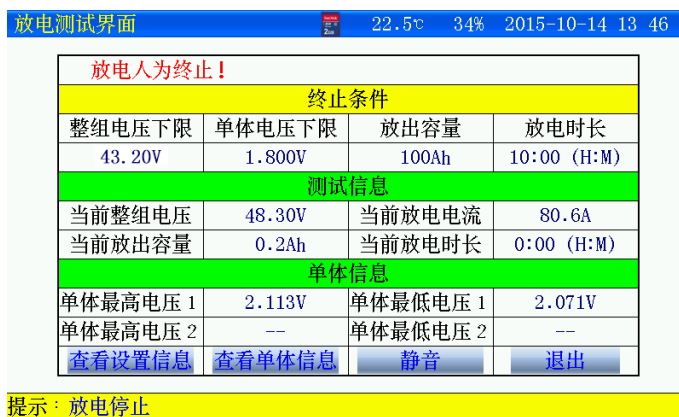 放电测试界面 22.5℃ 34% 2015-10-14 13 46
放电人为终止！
终止条件
整组电压下限 单体电压下限 放出容量 放电时长
43.20V 1.800V 100Ah 10:00 (H:M)
测试信息
当前整组电压 48.30V 当前放电电流 80.6A
当前放出容量 0.2Ah 当前放电时长 0:00 (H:M)
单体信息
单体最高电压 1 2.113V 单体最低电压 1 2.071V
单体最高电压 2 -- 单体最低电压 2 --
查看设置信息 查看单体信息 静音 退出
提示：放电停止